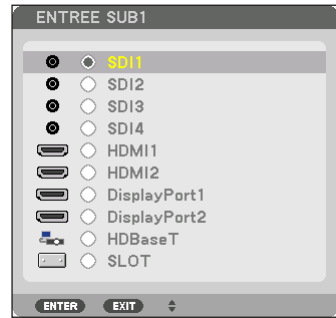 ENTREE SUB1
SDI1
SDI2
SDI3
SDI4
HDMI1
HDMI2
DisplayPort1
DisplayPort2
HDBaseT
SLOT
ENTER EXIT